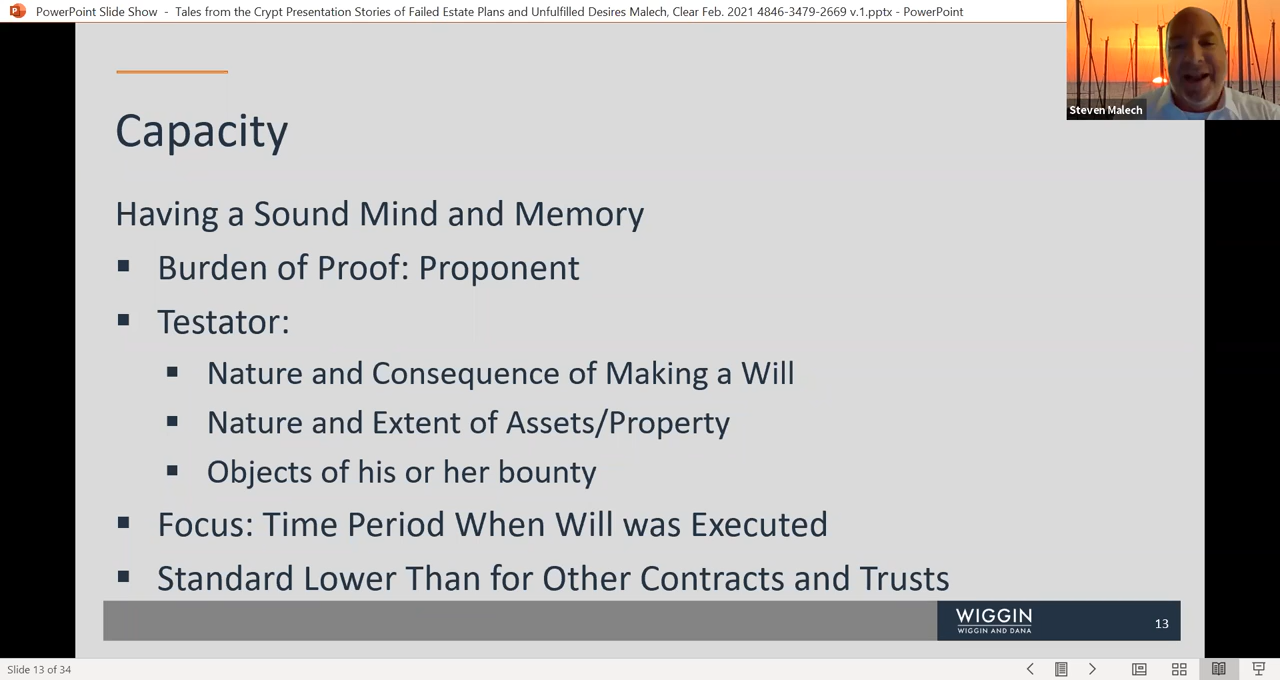 PowerPoint Slide Show - Tales from the Crypt Presentation Stories of Failed Estate Plans and Unfulfilled Desires Malech, Clear Feb. 2021 4846-3479-2669 v.1.pptx - PowerPoint
Steven Malech
Capacity
Having a Sound Mind and Memory
▪ Burden of Proof: Proponent
▪ Testator:
▪ Nature and Consequence of Making a Will
▪ Nature and Extent of Assets/Property
▪ Objects of his or her bounty
▪ Focus: Time Period When Will was Executed
▪ Standard Lower Than for Other Contracts and Trusts
WIGGIN
WIGGIN AND DANA
13
Slide 13 of 34